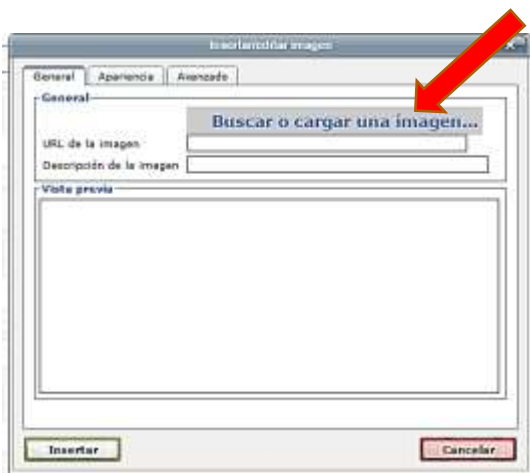 Insertar/editar imagen
General Apariencia Avanzado
General
Buscar o cargar una imagen...
URL de la imagen
Descripción de la imagen
Vista previa
Insertar Cancelar